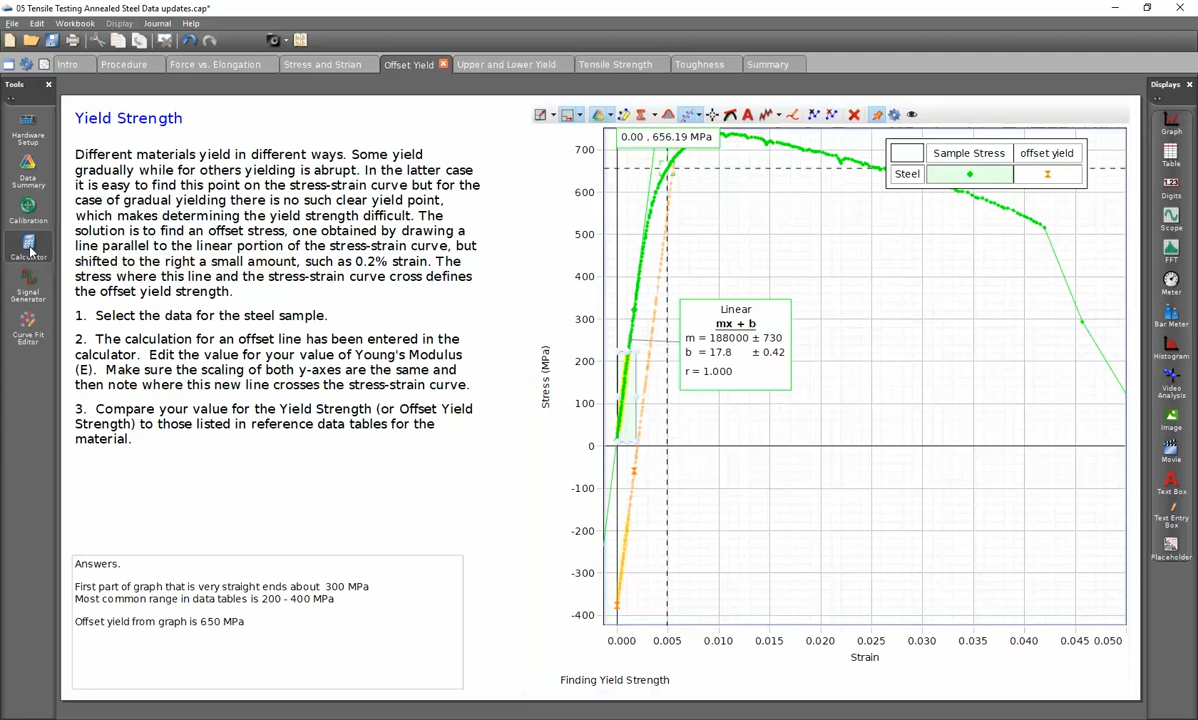 05 Tensile Testing Annealed Steel Data updates.cap*
File Edit Workbook Display Journal Help
Intro Procedure Force vs. Elongation Stress and Strian Offset Yield Upper and Lower Yield Tensile Strength Toughness Summary
Tools
Hardware
Setup
Data
Summary
Calibration
Calculator
Signal
Generator
Curve Fit
Editor
Yield Strength
Different materials yield in different ways. Some yield
gradually while for others yielding is abrupt. In the latter case
it is easy to find this point on the stress-strain curve but for the
case of gradual yielding there is no such clear yield point,
which makes determining the yield strength difficult. The
solution is to find an offset stress, one obtained by drawing a
line parallel to the linear portion of the stress-strain curve, but
shifted to the right a small amount, such as 0.2% strain. The
stress where this line and the stress-strain curve cross defines
the offset yield strength.
1. Select the data for the steel sample.
2. The calculation for an offset line has been entered in the
calculator. Edit the value for your value of Young's Modulus
(E). Make sure the scaling of both y-axes are the same and
then note where this new line crosses the stress-strain curve.
3. Compare your value for the Yield Strength (or Offset Yield
Strength) to those listed in reference data tables for the
material.
Answers.
First part of graph that is very straight ends about 300 MPa
Most common range in data tables is 200 - 400 MPa
Offset yield from graph is 650 MPa
0.00 , 656.19 MPa
Sample Stress offset yield
Steel
Linear
mx + b
m = 188000 ± 730
b = 17.8 ± 0.42
r = 1.000
Stress (MPa)
700
600
500
400
300
200
100
0
-100
-200
-300
-400
0.000 0.005 0.010 0.015 0.020 0.025 0.030 0.035 0.040 0.045 0.050
Strain
Finding Yield Strength
Displays
Graph
Table
1.23
Digits
Scope
FFT
Meter
Bar Meter
Histogram
Video
Analysis
Image
Movie
Text Box
Text Entry
Box
Placeholder